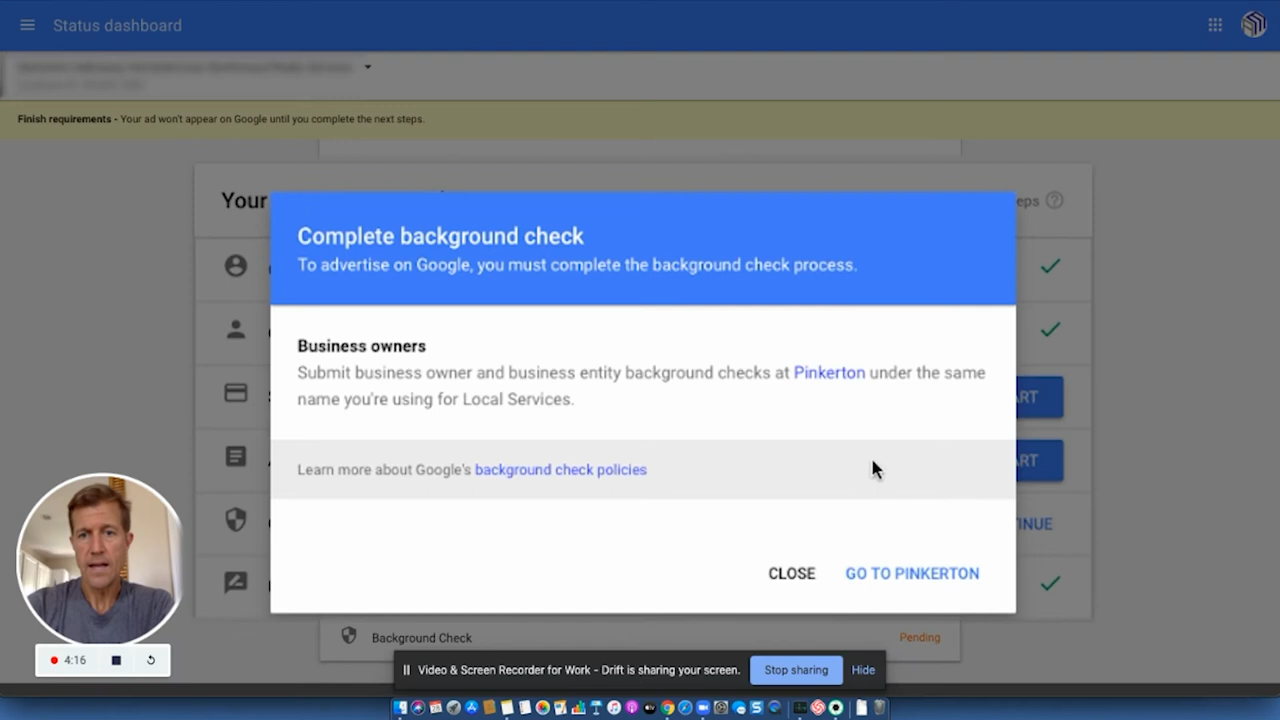 Status dashboard
Finish requirements - Your ad won't appear on Google until you complete the next steps.
Your
eps
Complete background check
To advertise on Google, you must complete the background check process.
Business owners
Submit business owner and business entity background checks at Pinkerton under the same
name you're using for Local Services.
ART
Learn more about Google's background check policies
ART
TINUE
CLOSE
GO TO PINKERTON
Background Check
Pending
4:16
Video & Screen Recorder for Work - Drift is sharing your screen.
Stop sharing
Hide